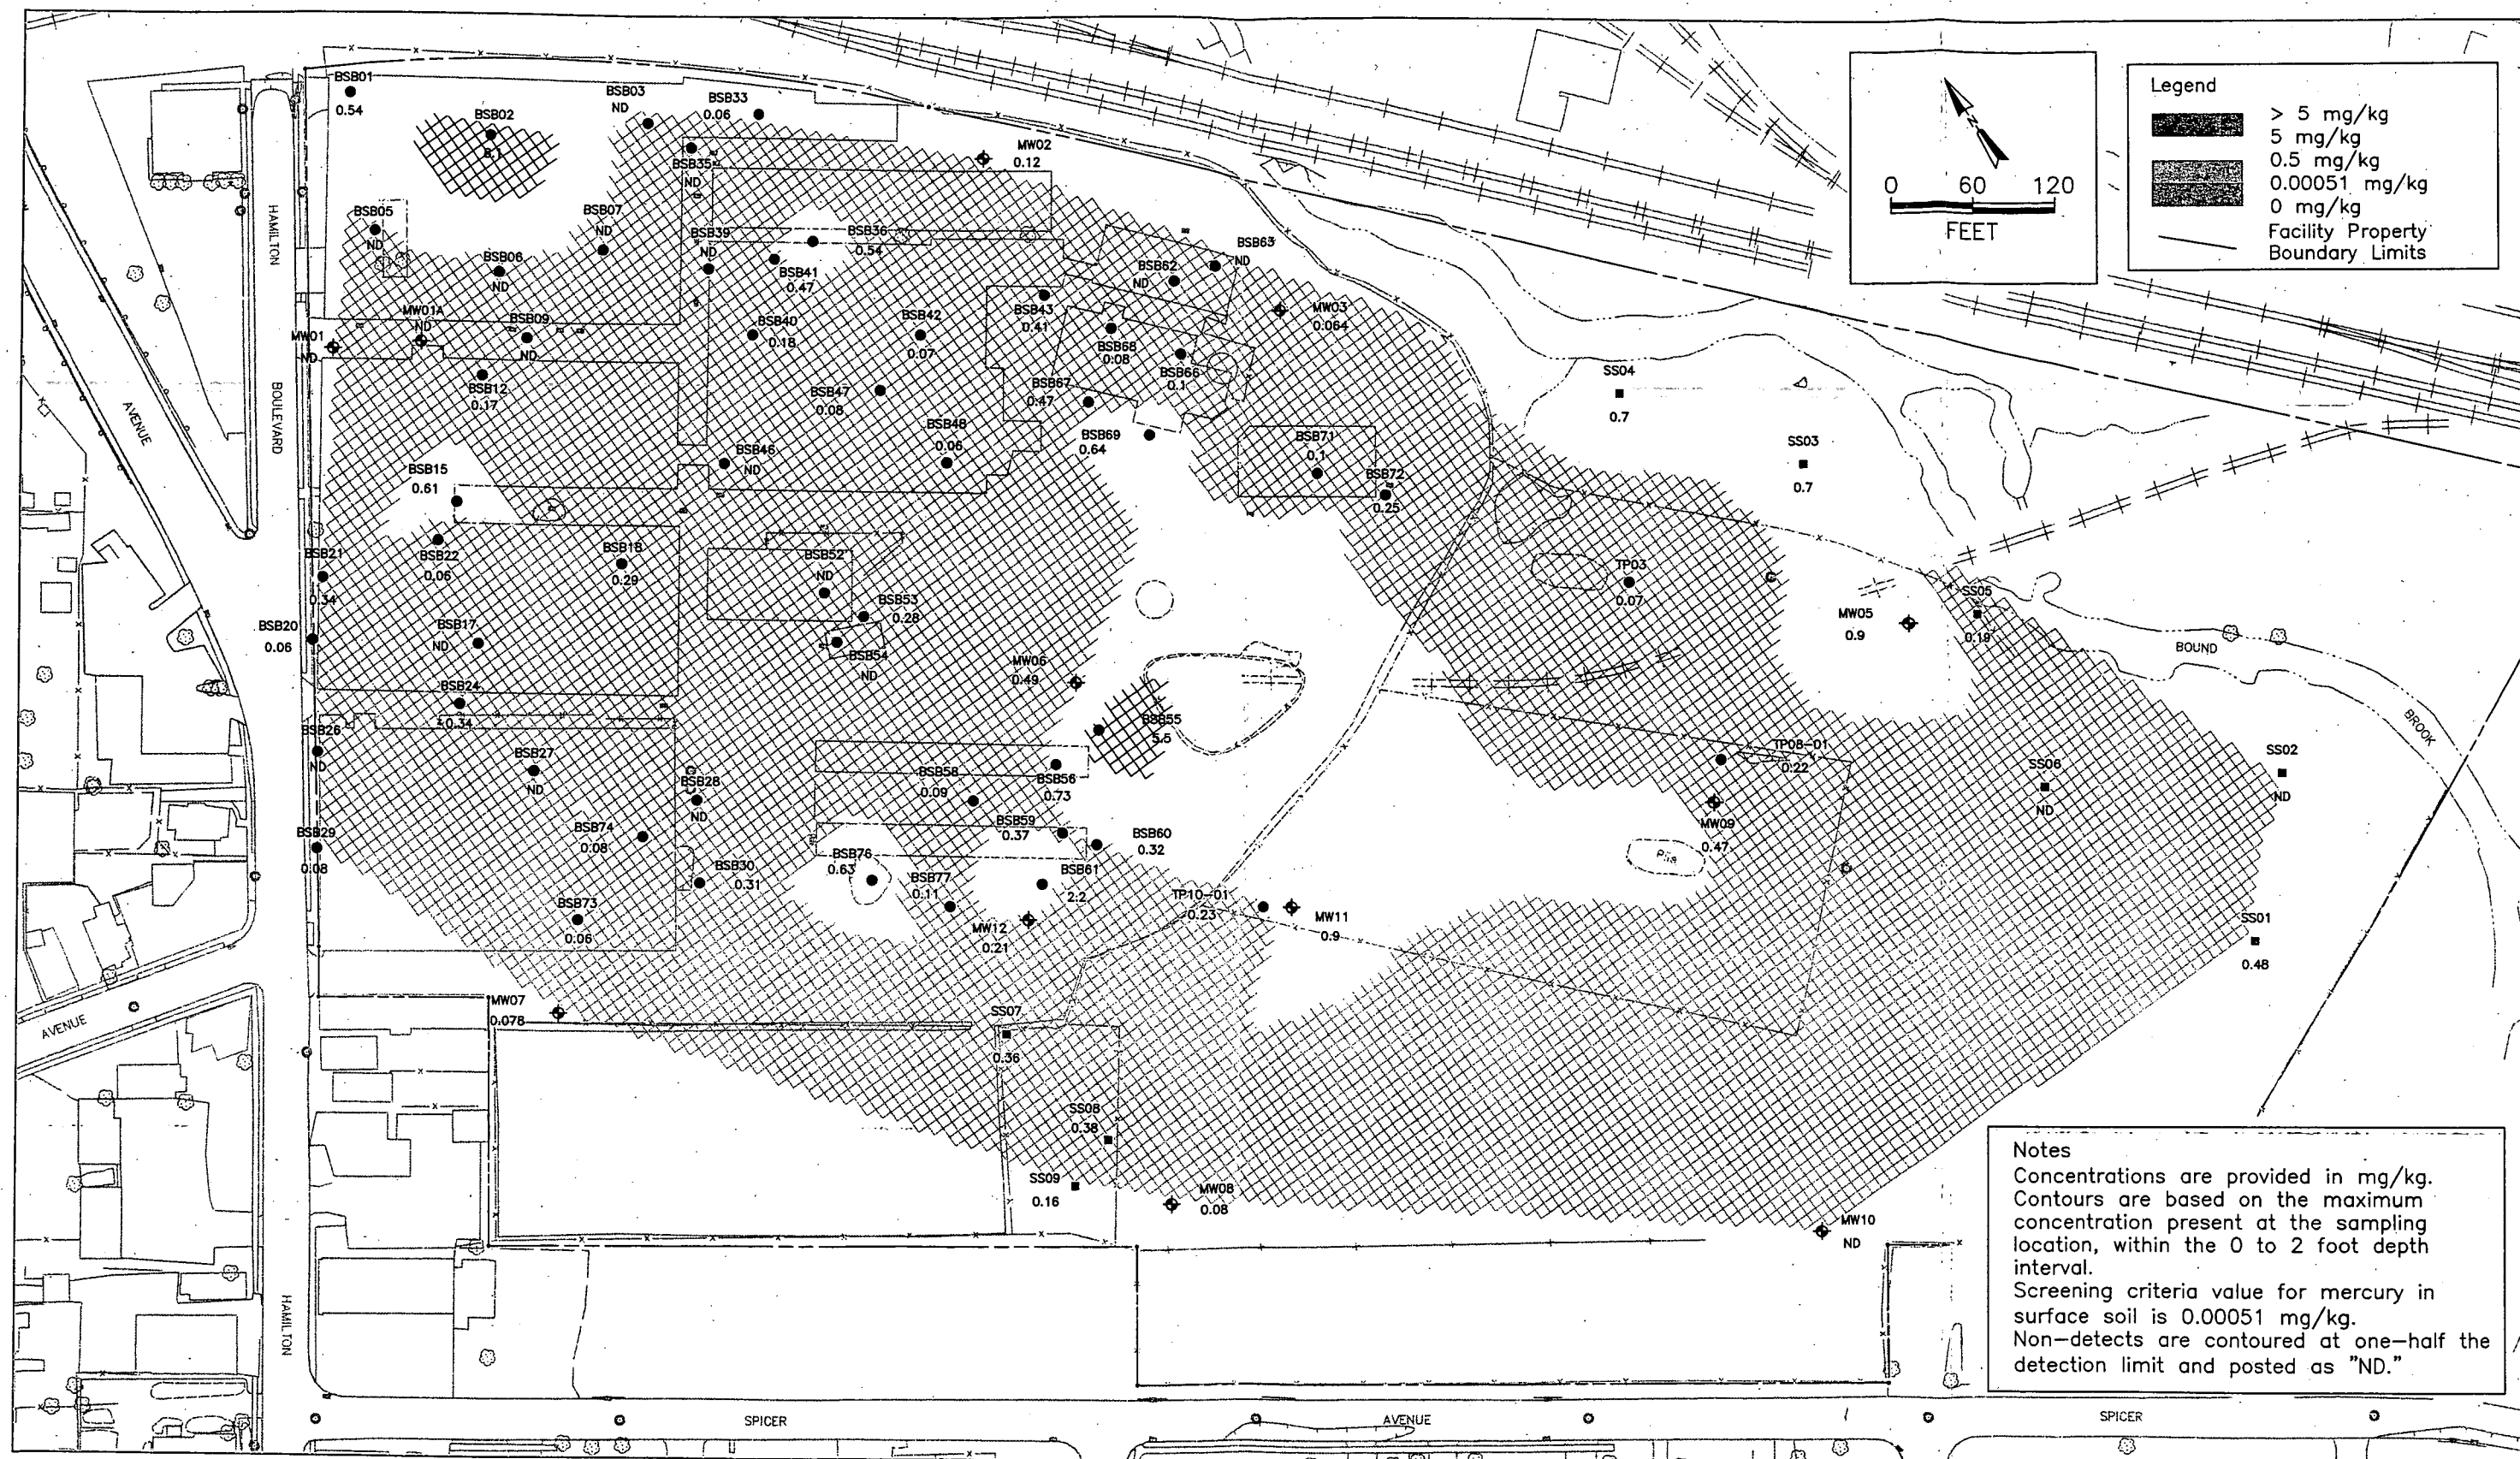 BSB01
0.54
BSB02
BSB03
ND
BSB33
0.06
BSB35
ND
MW02
0.12
BSB05
ND
BSB06
ND
BSB07
ND
BSB39
ND
BSB36
0.54
BSB41
0.47
BSB63
ND
BSB62
ND
MW01A
ND
MW01
ND
BSB09
ND
BSB40
0.18
BSB42
0.07
BSB43
0.41
BSB68
0.08
MW03
0.064
BSB12
0.17
BSB47
0.08
BSB67
0.47
BSB66
0.1
SS04
0.7
SS03
0.7
BSB15
0.61
BSB46
ND
BSB48
0.06
BSB69
0.64
BSB71
0.1
BSB72
0.25
BSB21
0.34
BSB22
0.06
BSB18
0.29
BSB52
ND
BSB53
0.28
BSB54
ND
TP03
0.07
MW05
0.9
SS05
0.19
BSB20
0.06
BSB17
ND
MW06
0.49
BSB24
0.34
BSB55
5.5
BSB26
ND
BSB27
ND
BSB28
ND
BSB58
0.09
BSB56
0.73
TP08-01
0.22
SS06
ND
SS02
ND
BSB29
0.08
BSB74
0.08
BSB59
0.37
BSB60
0.32
MW09
0.47
Pile
BSB30
0.31
BSB76
0.63
BSB77
0.11
BSB61
2.2
TP10-01
0.23
MW11
0.9
SS01
0.48
BSB73
0.06
MW12
0.21
MW07
0.078
SS07
0.36
SS08
0.38
SS09
0.16
MW08
0.08
MW10
ND
HAMILTON
BOULEVARD
AVENUE
AVENUE
HAMILTON
BOUND
BROOK
SPICER
AVENUE
SPICER
N
0 60 120
FEET
Legend
> 5 mg/kg
5 mg/kg
0.5 mg/kg
0.00051 mg/kg
0 mg/kg
Facility Property
Boundary Limits
Notes
Concentrations are provided in mg/kg.
Contours are based on the maximum
concentration present at the sampling
location, within the 0 to 2 foot depth
interval.
Screening criteria value for mercury in
surface soil is 0.00051 mg/kg.
Non-detects are contoured at one-half the
detection limit and posted as "ND."